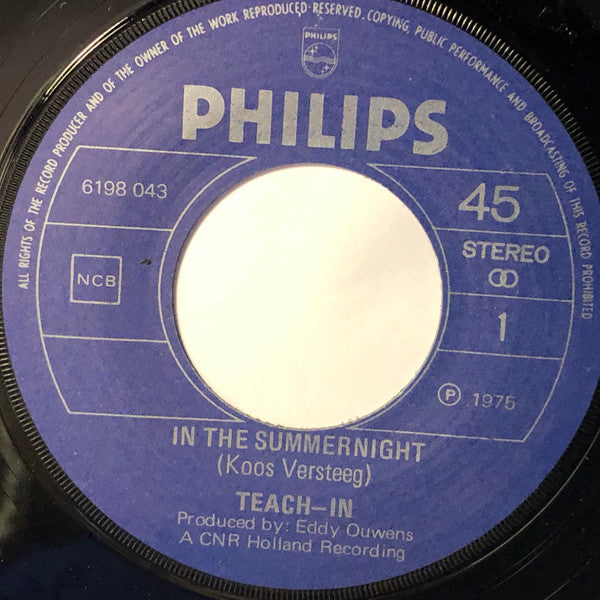 ALL RIGHTS OF THE RECORD PRODUCER AND OF THE OWNER OF THE WORK REPRODUCED RESERVED. COPYING, PUBLIC PERFORMANCE AND BROADCASTING OF THIS RECORD PROHIBITED
PHILIPS
PHILIPS
6198 043
45
NCB
STEREO
1
Ⓟ 1975
IN THE SUMMERNIGHT
(Koos Versteeg)
TEACH-IN
Produced by: Eddy Ouwens
A CNR Holland Recording